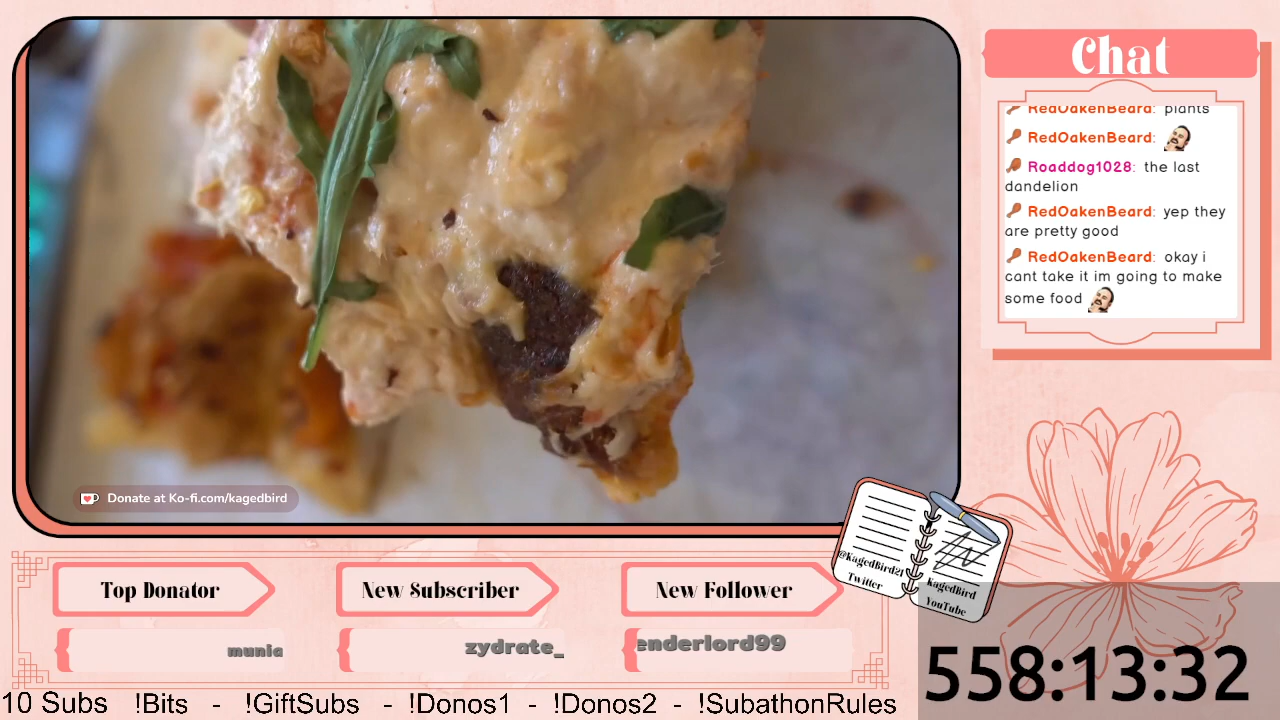 Chat
RedOakenBeard: plants
RedOakenBeard:
Roaddog1028: the last
dandelion
RedOakenBeard: yep they
are pretty good
RedOakenBeard: okay i
cant take it im going to make
some food
Donate at Ko-fi.com/kagedbird
@KagedBird21
Twitter
KagedBird
YouTube
Top Donator
New Subscriber
New Follower
munia
zydrate_
enderlord99
558:13:32
10 Subs !Bits - !GiftSubs - !Donos1 - !Donos2 - !SubathonRules